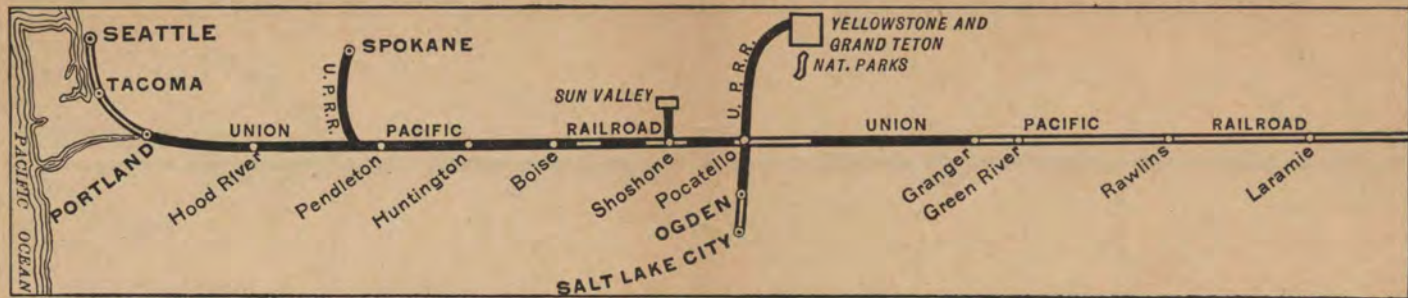 SEATTLE
TACOMA
SPOKANE
U. P. R.R.
YELLOWSTONE AND
GRAND TETON
NAT. PARKS
U. P. R.R.
SUN VALLEY
UNION PACIFIC RAILROAD
UNION PACIFIC RAILROAD
PORTLAND
Hood River
Pendleton
Huntington
Boise
Shoshone
Pocatello
Granger
Green River
Rawlins
Laramie
OGDEN
SALT LAKE CITY
PACIFIC OCEAN